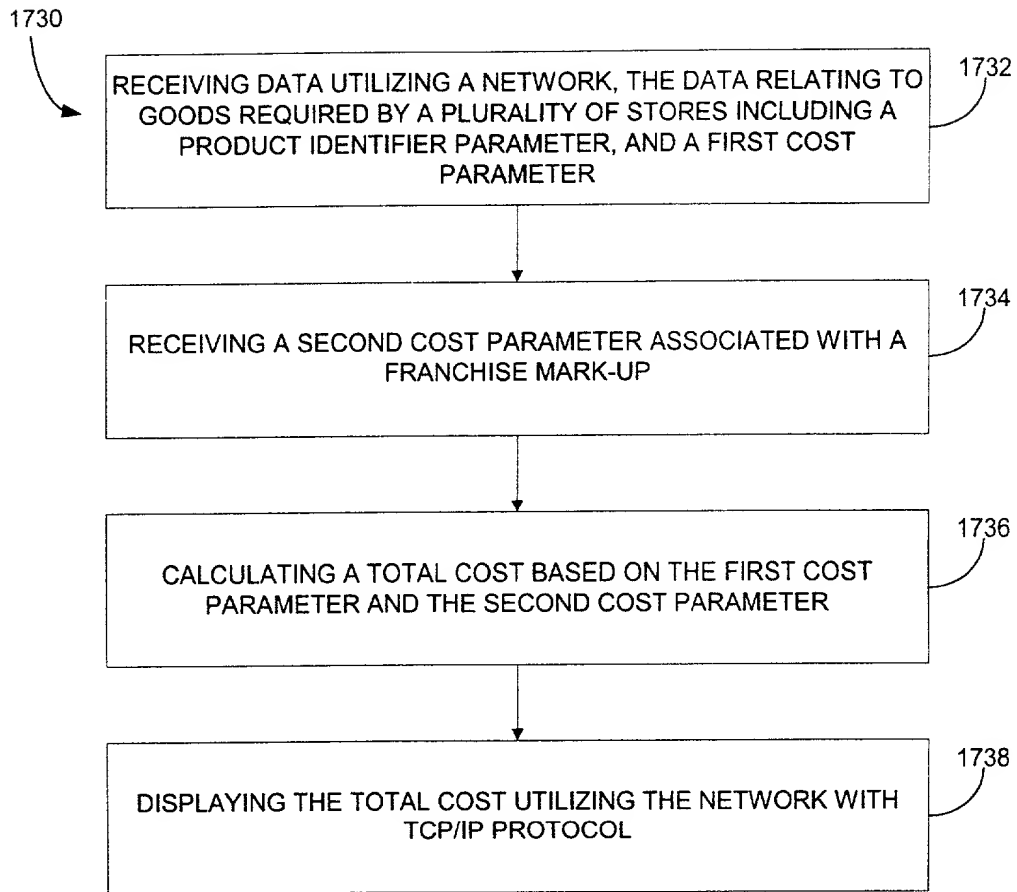 1730
RECEIVING DATA UTILIZING A NETWORK, THE DATA RELATING TO
GOODS REQUIRED BY A PLURALITY OF STORES INCLUDING A
PRODUCT IDENTIFIER PARAMETER, AND A FIRST COST
PARAMETER
1732
RECEIVING A SECOND COST PARAMETER ASSOCIATED WITH A
FRANCHISE MARK-UP
1734
CALCULATING A TOTAL COST BASED ON THE FIRST COST
PARAMETER AND THE SECOND COST PARAMETER
1736
DISPLAYING THE TOTAL COST UTILIZING THE NETWORK WITH
TCP/IP PROTOCOL
1738